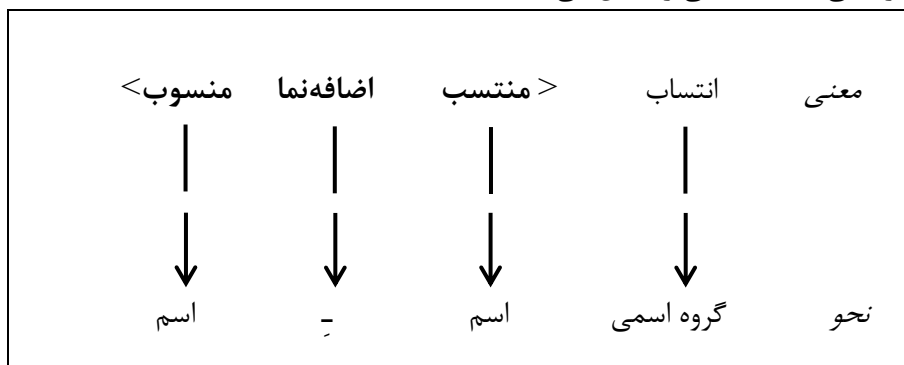 معنی انتساب < منتسب اضافه‌نما منسوب>
نحو گروه اسمی اسم ـِ اسم